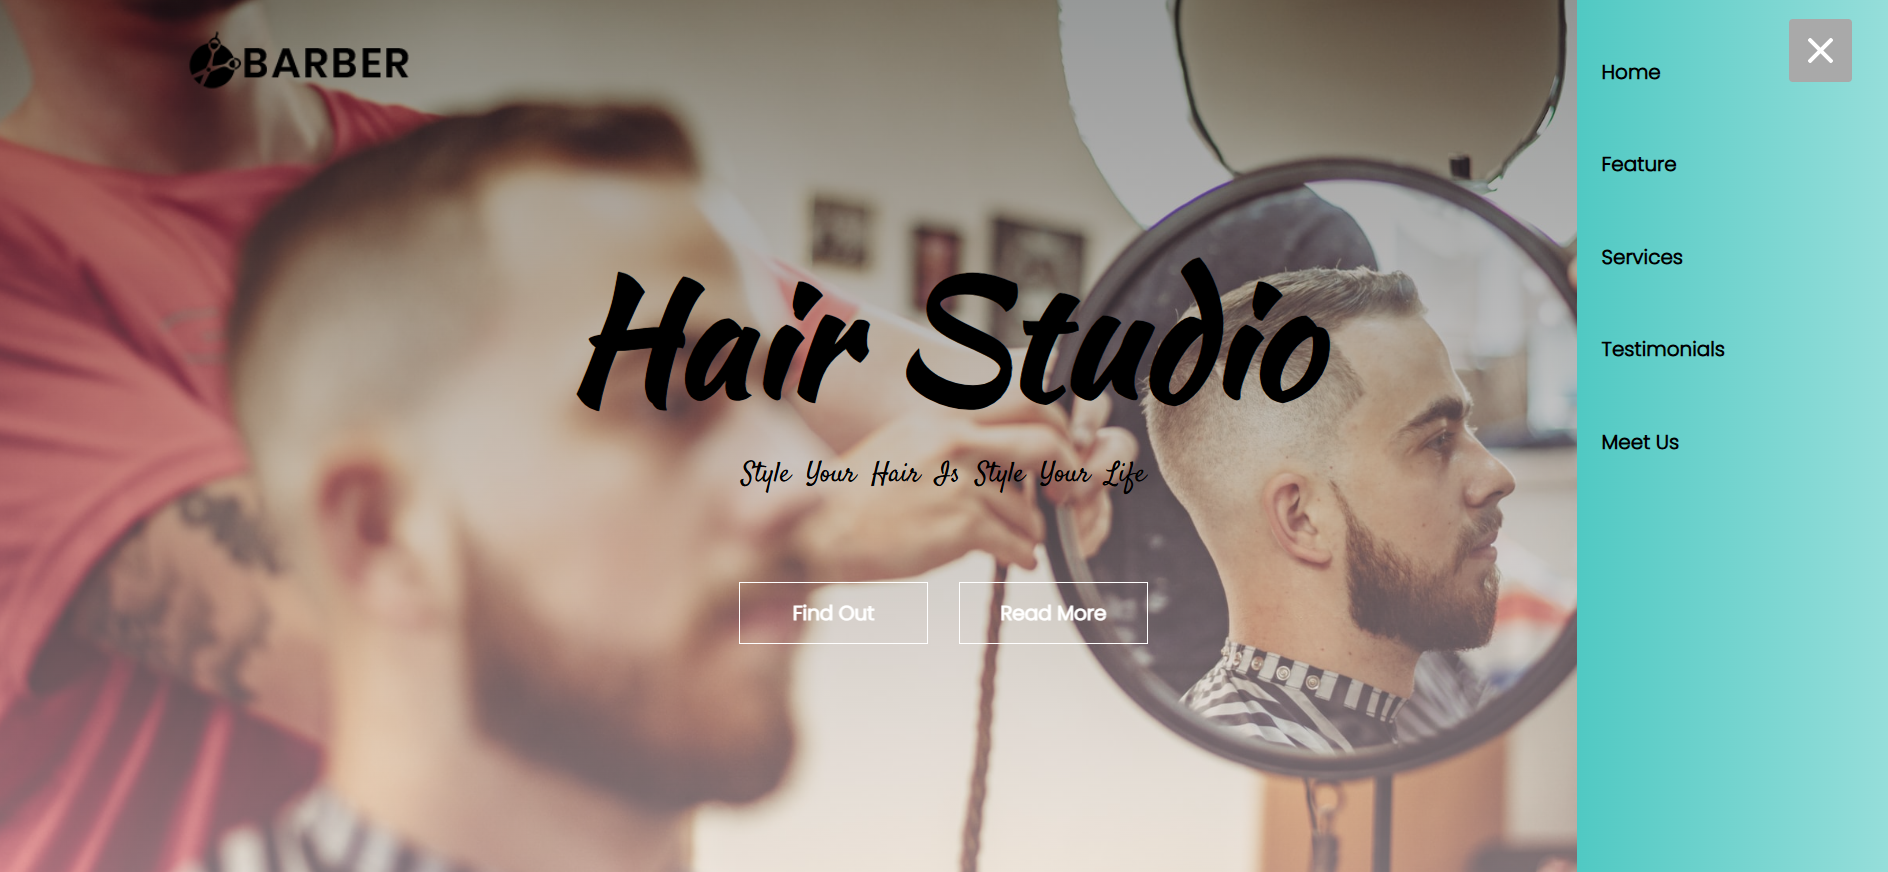 BARBER
Hair Studio
Style Your Hair Is Style Your Life
Find Out
Read More
Home
Feature
Services
Testimonials
Meet Us